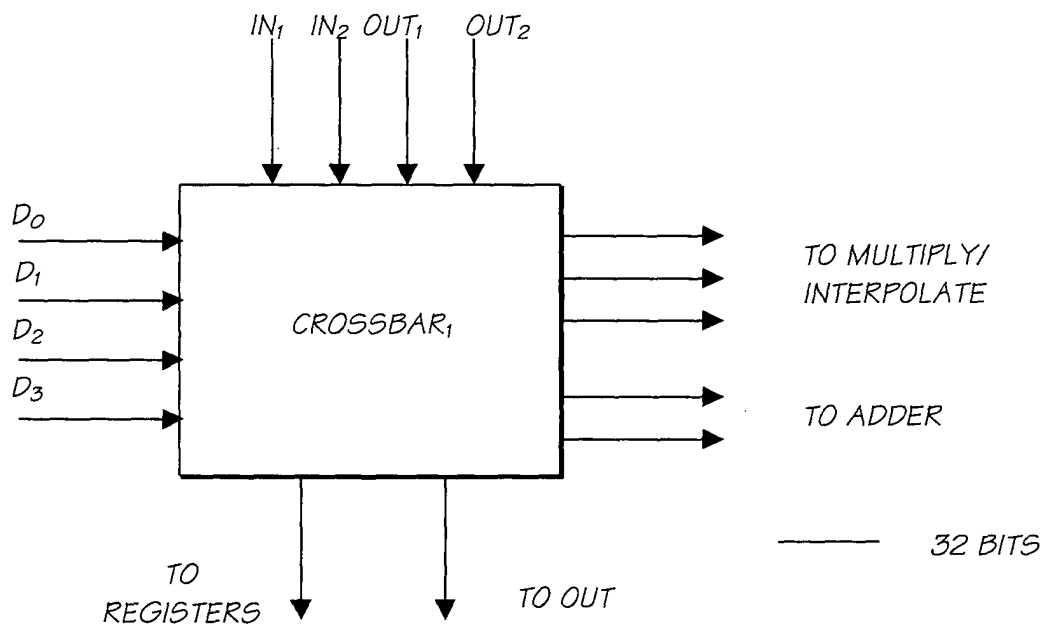 IN₁ IN₂ OUT₁ OUT₂
D₀
D₁
D₂
D₃
CROSSBAR₁
TO MULTIPLY/
INTERPOLATE
TO ADDER
32 BITS
TO
REGISTERS
TO OUT